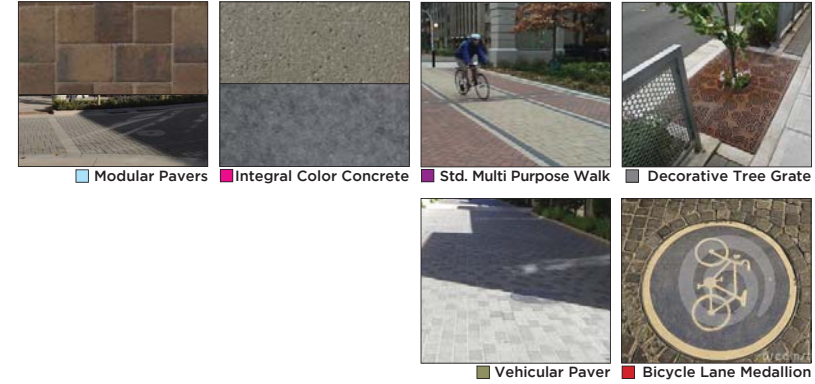 Modular Pavers
Integral Color Concrete
Std. Multi Purpose Walk
Decorative Tree Grate
Vehicular Paver
Bicycle Lane Medallion